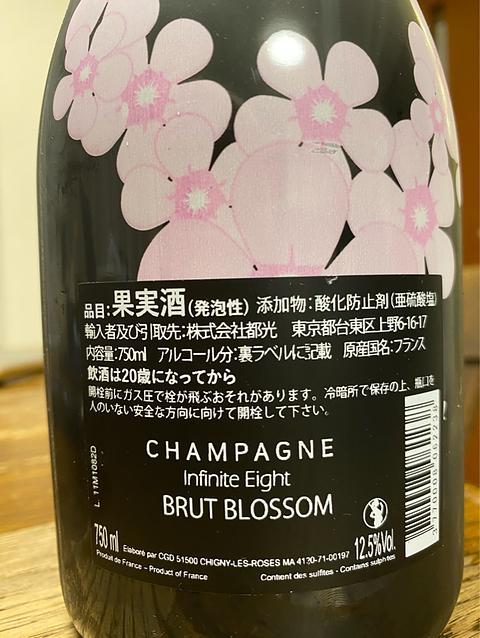 品目:果実酒(発泡性) 添加物:酸化防止剤(亜硫酸塩)
輸入者及び引取先:株式会社都光 東京都台東区上野6-16-17
内容量:750ml アルコール分:裏ラベルに記載 原産国名:フランス
飲酒は20歳になってから
開栓前にガス圧で栓が飛ぶおそれがあります。冷暗所で保存の上、瓶口を
人のいない安全な方向に向けて開栓して下さい。
CHAMPAGNE
Infinite Eight
BRUT BLOSSOM
L 11M1082D
750 ml
Elaboré par CGD 51500 CHIGNY-LES-ROSES MA 4130-71-00197
12.5%Vol.
Produit de France - Product of France
Contient des sulfites - Contains sulphites
3 770006 062238